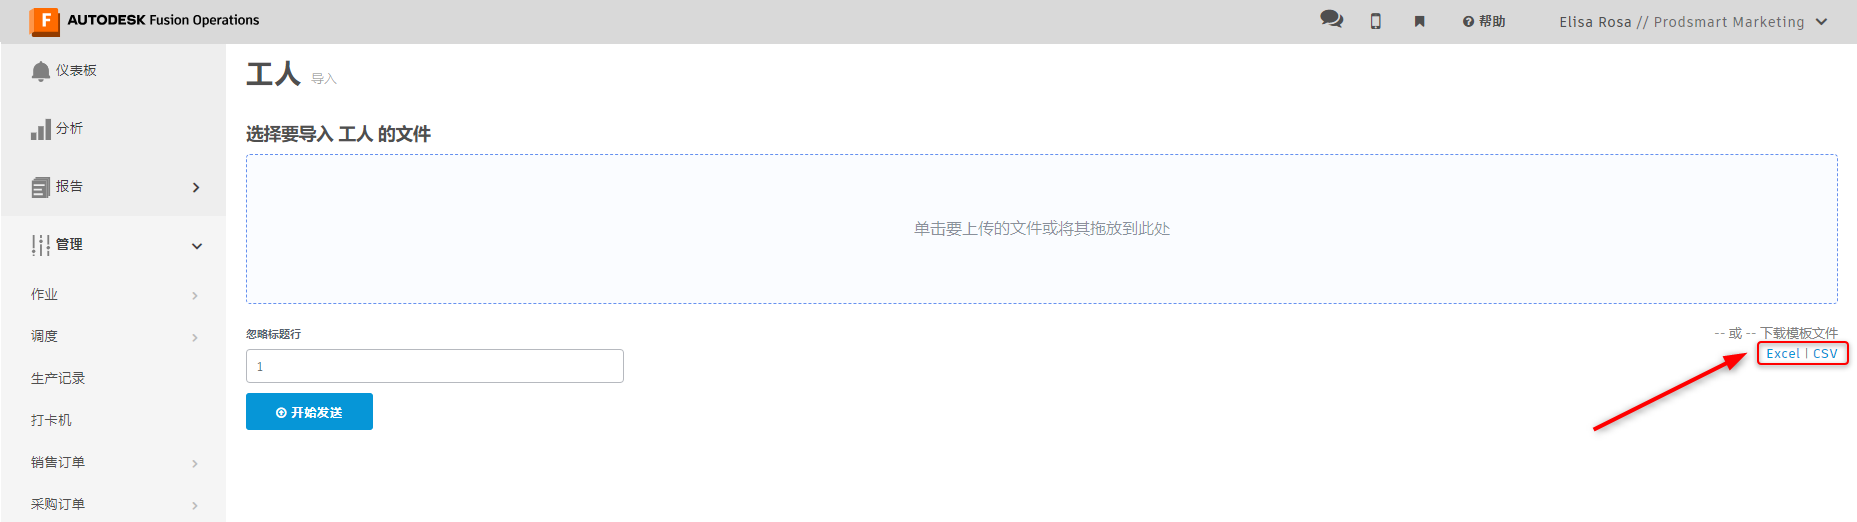 AUTODESK Fusion Operations
帮助
Elisa Rosa // Prodsmart Marketing
仪表板
分析
报告
管理
作业
调度
生产记录
打卡机
销售订单
采购订单
工人 导入
选择要导入 工人 的文件
单击要上传的文件或将其拖放到此处
忽略标题行
1
开始发送
-- 或 -- 下载模板文件
Excel | CSV